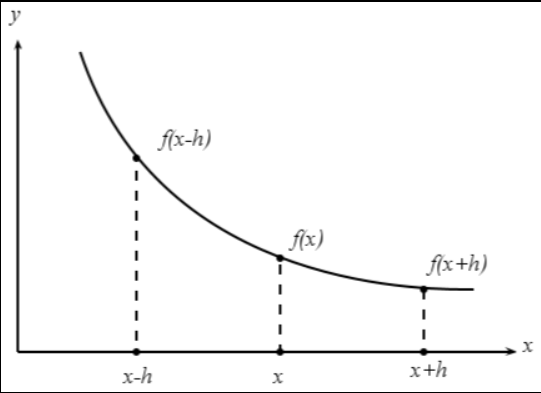 y
f(x-h)
f(x)
f(x+h)
x
x-h
x
x+h